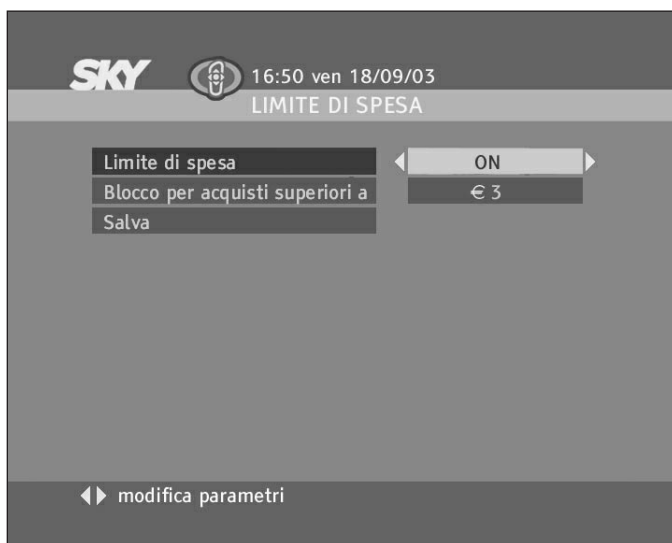 SKY 16:50 ven 18/09/03
LIMITE DI SPESA
Limite di spesa ON
Blocco per acquisti superiori a € 3
Salva
modifica parametri